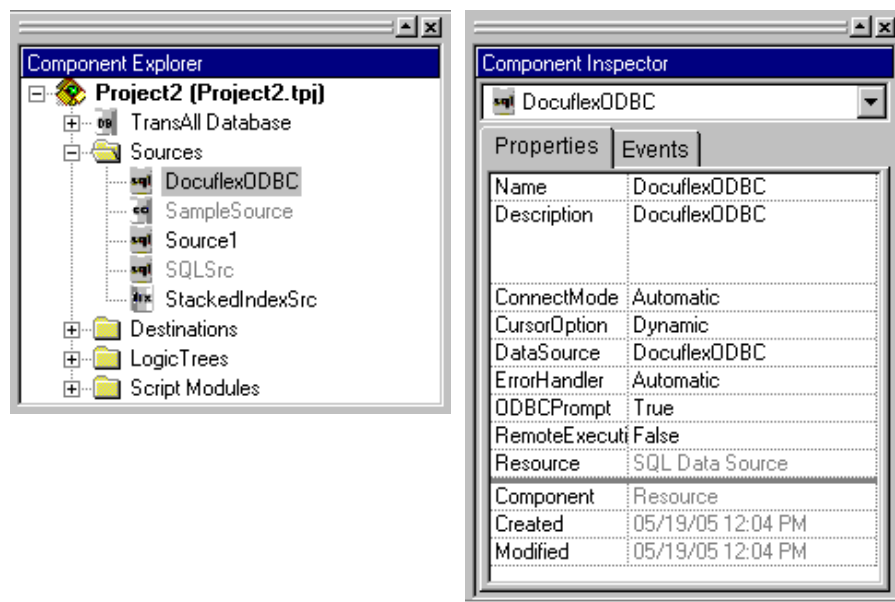 Component Explorer
Project2 (Project2.tpj)
TransAll Database
Sources
DocuflexODBC
SampleSource
Source1
SQLSrc
StackedIndexSrc
Destinations
LogicTrees
Script Modules
Component Inspector
sql DocuflexODBC
Properties Events
Name DocuflexODBC
Description DocuflexODBC
ConnectMode Automatic
CursorOption Dynamic
DataSource DocuflexODBC
ErrorHandler Automatic
ODBCPrompt True
RemoteExecuti False
Resource SQL Data Source
Component Resource
Created 05/19/05 12:04 PM
Modified 05/19/05 12:04 PM